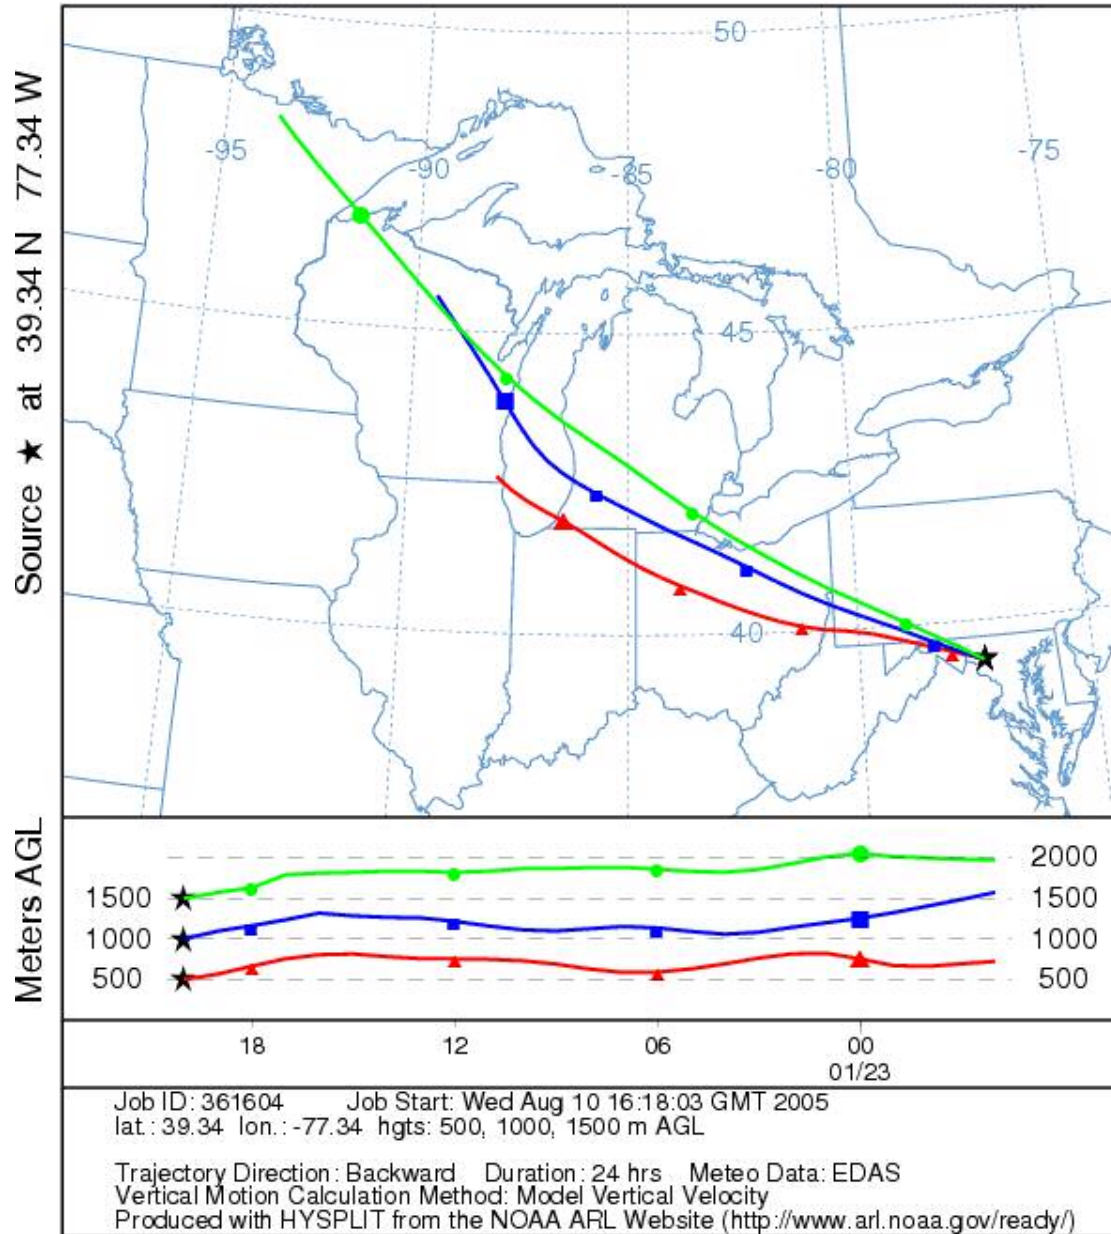 Source ★ at 39.34 N 77.34 W
50
-95
-90
-85
-80
-75
45
40
Meters AGL
2000
1500
1500
1000
1000
500
500
18
12
06
00
01/23
Job ID: 361604 Job Start: Wed Aug 10 16:18:03 GMT 2005
lat.: 39.34 lon.: -77.34 hgts: 500, 1000, 1500 m AGL
Trajectory Direction: Backward Duration: 24 hrs Meteo Data: EDAS
Vertical Motion Calculation Method: Model Vertical Velocity
Produced with HYSPLIT from the NOAA ARL Website (http://www.arl.noaa.gov/ready/)